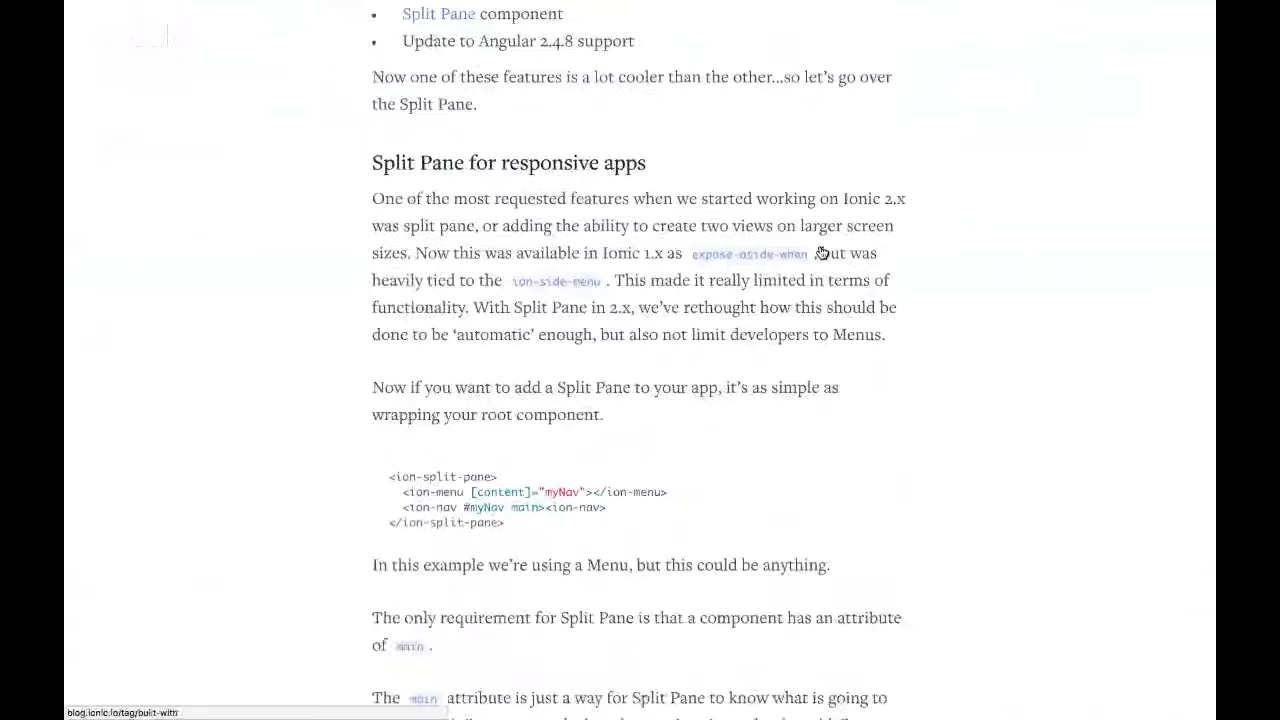 • Split Pane component
• Update to Angular 2.4.8 support
Now one of these features is a lot cooler than the other...so let's go over
the Split Pane.
Split Pane for responsive apps
One of the most requested features when we started working on Ionic 2.x
was split pane, or adding the ability to create two views on larger screen
sizes. Now this was available in Ionic 1.x as expose-aside-when , but was
heavily tied to the ion-side-menu . This made it really limited in terms of
functionality. With Split Pane in 2.x, we've rethought how this should be
done to be ‘automatic’ enough, but also not limit developers to Menus.
Now if you want to add a Split Pane to your app, it's as simple as
wrapping your root component.
<ion-split-pane>
<ion-menu [content]="myNav"></ion-menu>
<ion-nav #myNav main><ion-nav>
</ion-split-pane>
In this example we're using a Menu, but this could be anything.
The only requirement for Split Pane is that a component has an attribute
of main .
The main attribute is just a way for Split Pane to know what is going to
blog.ionic.io/tag/built-with